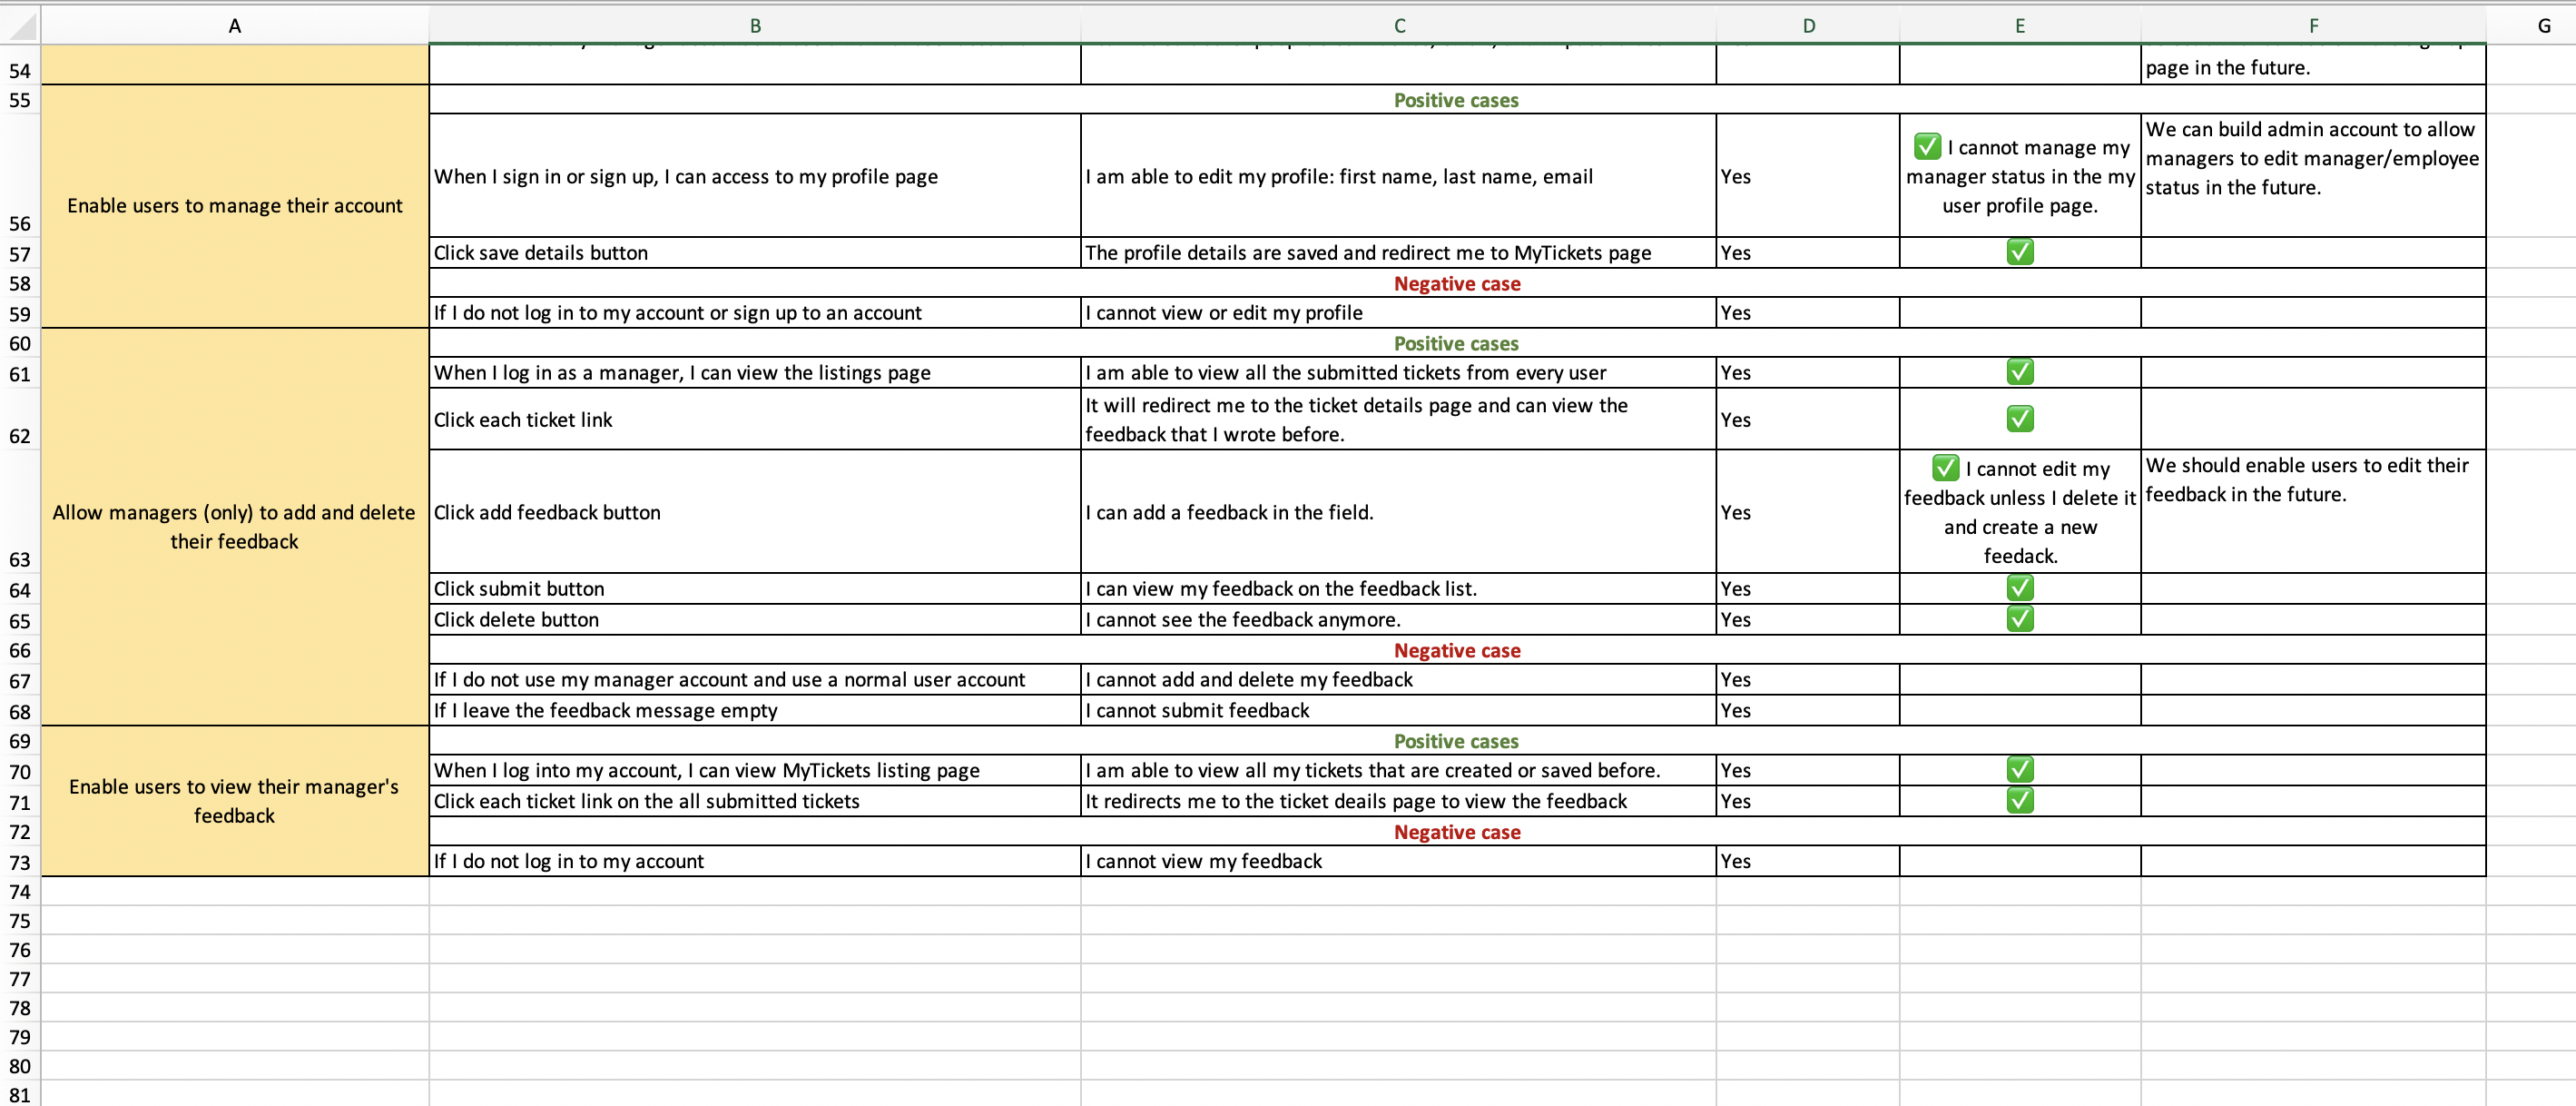 A B C D E F G
54 page in the future.
55 Positive cases
56 Enable users to manage their account When I sign in or sign up, I can access to my profile page I am able to edit my profile: first name, last name, email Yes ✅ I cannot manage my
manager status in the my
user profile page.
We can build admin account to allow
managers to edit manager/employee
status in the future.
57 Click save details button The profile details are saved and redirect me to MyTickets page Yes ✅
58 Negative case
59 If I do not log in to my account or sign up to an account I cannot view or edit my profile Yes
60 Positive cases
61 When I log in as a manager, I can view the listings page I am able to view all the submitted tickets from every user Yes ✅
62 Click each ticket link It will redirect me to the ticket details page and can view the
feedback that I wrote before.
Yes ✅
63 Allow managers (only) to add and delete
their feedback
Click add feedback button I can add a feedback in the field. Yes ✅ I cannot edit my
feedback unless I delete it
and create a new
feedack.
We should enable users to edit their
feedback in the future.
64 Click submit button I can view my feedback on the feedback list. Yes ✅
65 Click delete button I cannot see the feedback anymore. Yes ✅
66 Negative case
67 If I do not use my manager account and use a normal user account I cannot add and delete my feedback Yes
68 If I leave the feedback message empty I cannot submit feedback Yes
69 Positive cases
70 Enable users to view their manager's
feedback
When I log into my account, I can view MyTickets listing page I am able to view all my tickets that are created or saved before. Yes ✅
71 Click each ticket link on the all submitted tickets It redirects me to the ticket deails page to view the feedback Yes ✅
72 Negative case
73 If I do not log in to my account I cannot view my feedback Yes
74
75
76
77
78
79
80
81